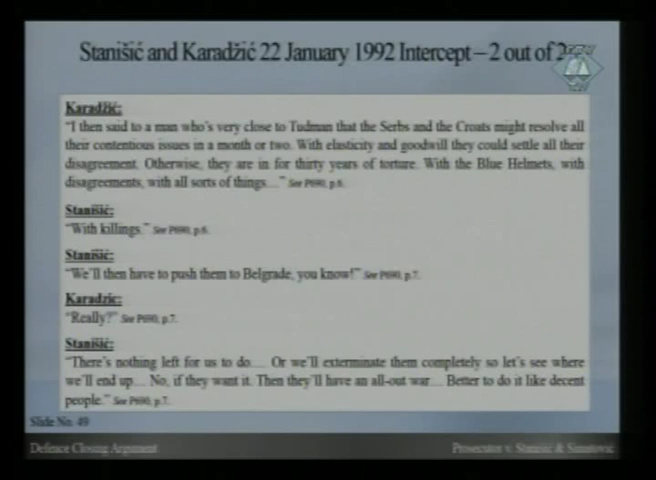 Stanišić and Karadžić 22 January 1992 Intercept – 2 out of 2
Karadžić:
"I then said to a man who's very close to Tuđman that the Serbs and the Croats might resolve all
their contentious issues in a month or two. With elasticity and goodwill they could settle all their
disagreement. Otherwise, they are in for thirty years of torture. With the Blue Helmets, with
disagreements, with all sorts of things…" See P690, p.6.
Stanišić:
"With killings." See P690, p.6.
Stanišić:
"We'll then have to push them to Belgrade, you know!" See P690, p.7.
Karadzic:
"Really?" See P690, p.7.
Stanišić:
"There's nothing left for us to do… Or we'll exterminate them completely so let's see where
we'll end up… No, if they want it. Then they'll have an all-out war… Better to do it like decent
people." See P690, p.7.
Slide No. 49
Defence Closing Argument
Prosecutor v. Stanisic & Simatovic